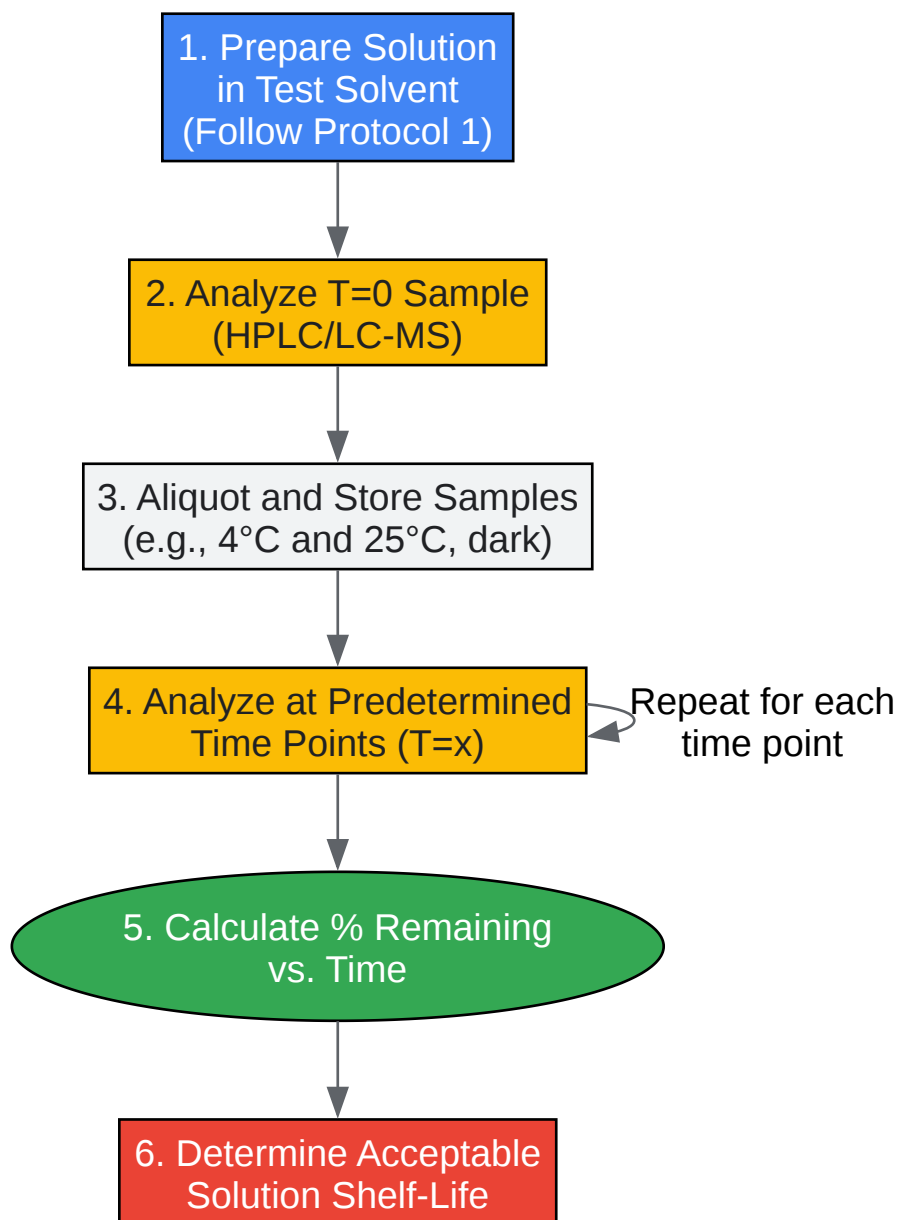 1. Prepare Solution
in Test Solvent
(Follow Protocol 1)
2. Analyze T=0 Sample
(HPLC/LC-MS)
3. Aliquot and Store Samples
(e.g., 4°C and 25°C, dark)
4. Analyze at Predetermined
Time Points (T=x)
Repeat for each
time point
5. Calculate % Remaining
vs. Time
6. Determine Acceptable
Solution Shelf-Life